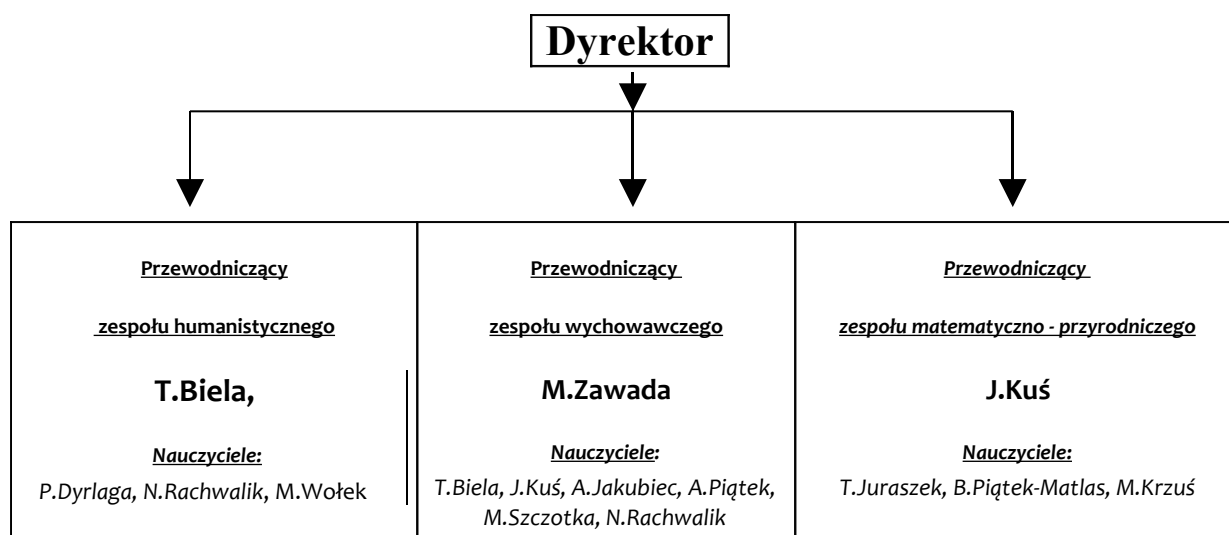 Dyrektor
Przewodniczący
zespołu humanistycznego
T.Biela,
Nauczyciele:
P.Dyrlaga, N.Rachwalik, M.Wołek
Przewodniczący
zespołu wychowawczego
M.Zawada
Nauczyciele:
T.Biela, J.Kuś, A.Jakubiec, A.Piątek,
M.Szczotka, N.Rachwalik
Przewodniczący
zespołu matematyczno - przyrodniczego
J.Kuś
Nauczyciele:
T.Juraszek, B.Piątek-Matlas, M.Krzuś